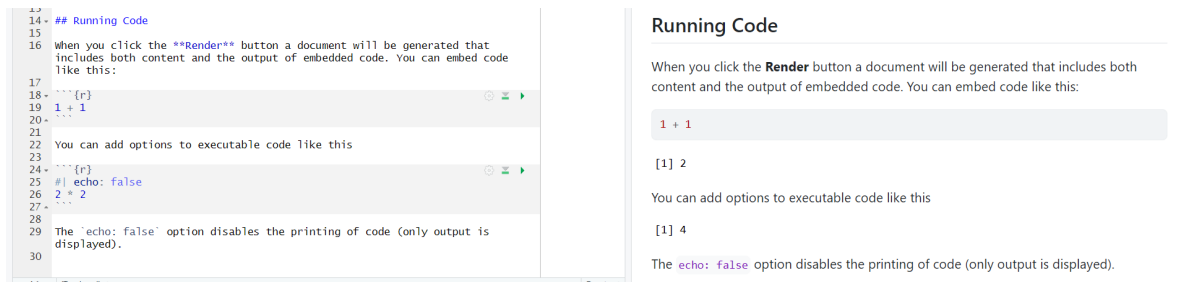 14 ## Running Code
15
16 When you click the **Render** button a document will be generated that
includes both content and the output of embedded code. You can embed code
like this:
17
18 ```{r}
19 1 + 1
20 ```
21
22 You can add options to executable code like this
23
24 ```{r}
25 #| echo: false
26 2 * 2
27 ```
28
29 The `echo: false` option disables the printing of code (only output is
displayed).
30
Running Code
When you click the Render button a document will be generated that includes both
content and the output of embedded code. You can embed code like this:
1 + 1
[1] 2
You can add options to executable code like this
[1] 4
The echo: false option disables the printing of code (only output is displayed).